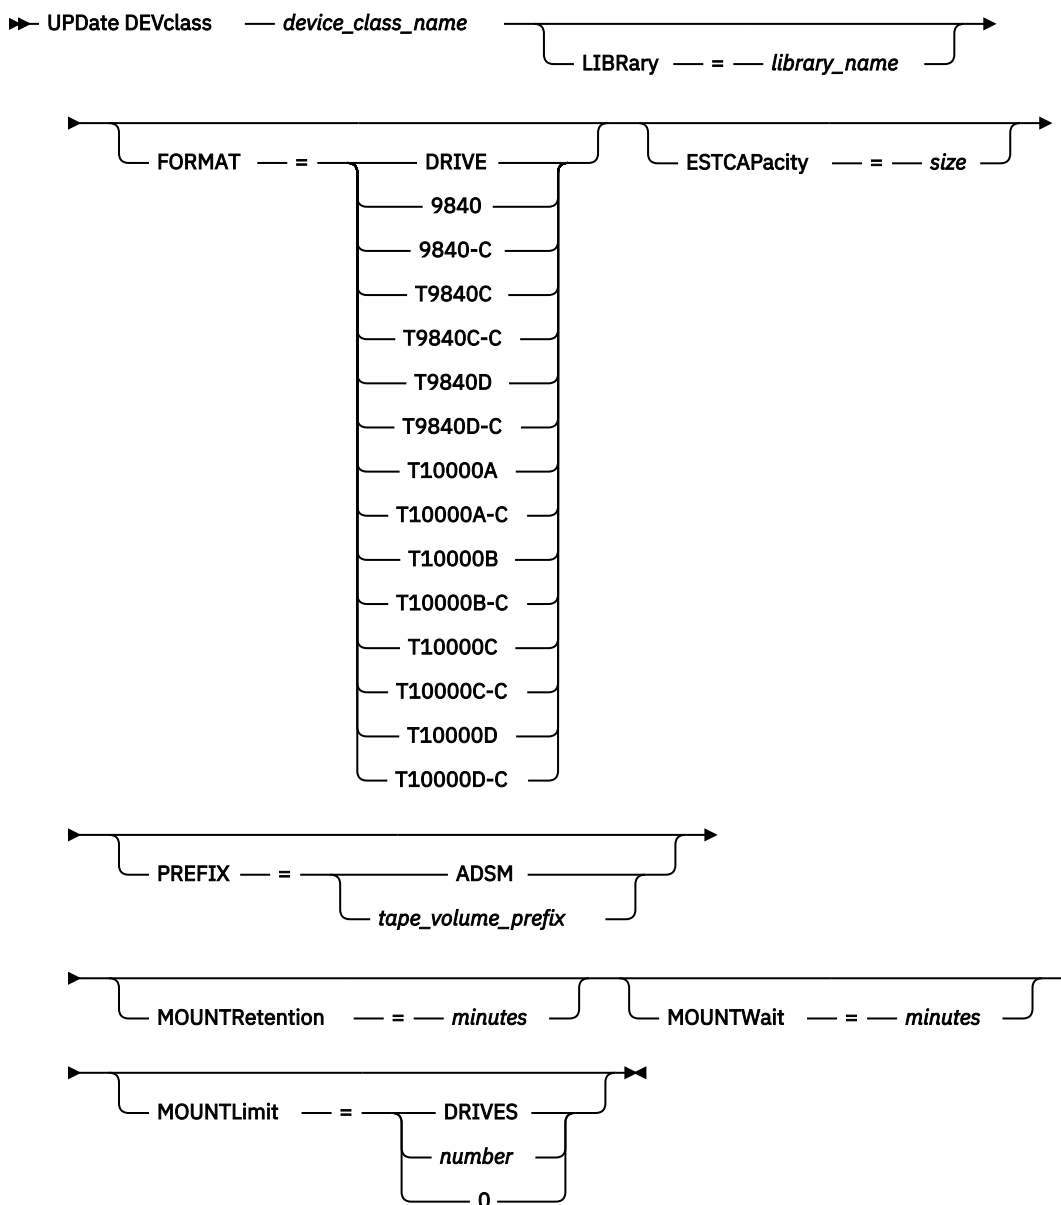 UPDate DEVclass device_class_name
LIBRary = library_name
FORMAT = DRIVE
ESTCAPacity = size
9840
9840-C
T9840C
T9840C-C
T9840D
T9840D-C
T10000A
T10000A-C
T10000B
T10000B-C
T10000C
T10000C-C
T10000D
T10000D-C
PREFIX = ADSM
tape_volume_prefix
MOUNTRetention = minutes
MOUNTWait = minutes
MOUNTLimit = DRIVES
number
0